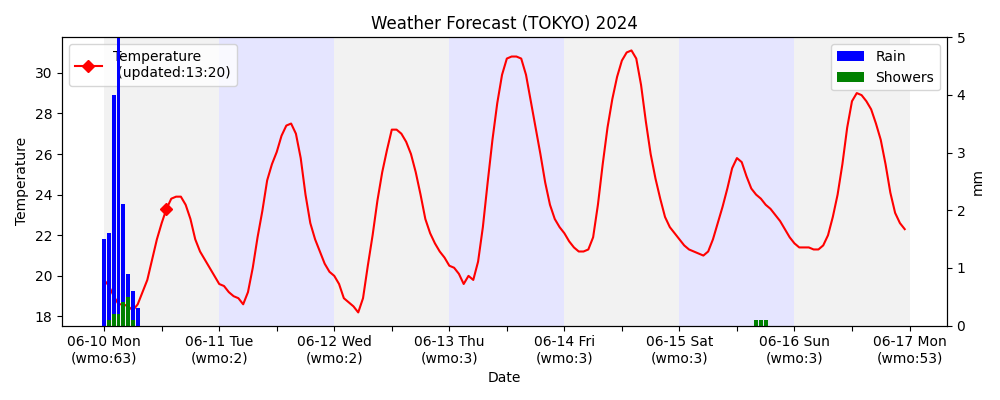 Weather Forecast (TOKYO) 2024
Temperature
(updated:13:20)
Rain
Showers
Temperature
30
28
26
24
22
20
18
5
4
3
2
1
0
mm
06-10 Mon
(wmo:63)
06-11 Tue
(wmo:2)
06-12 Wed
(wmo:2)
06-13 Thu
(wmo:3)
06-14 Fri
(wmo:3)
06-15 Sat
(wmo:3)
06-16 Sun
(wmo:3)
06-17 Mon
(wmo:53)
Date